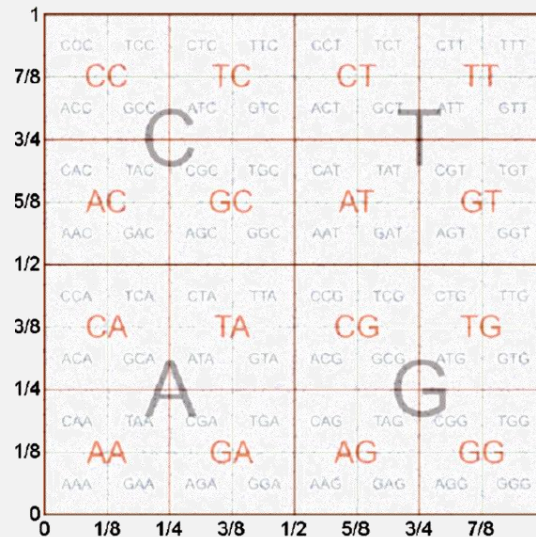 1
CCC TCC CTC TTC CCT TCT CTT TTT
7/8 CC TC CT TT
ACC GCC ATC GTC ACT GCT ATT GTT
3/4 C T
CAC TAC CGC TGC CAT TAT CGT TGT
5/8 AC GC AT GT
AAC GAC AGC GGC AAT GAT AGT GGT
1/2
CCA TCA CTA TTA CCG TCG CTG TTG
3/8 CA TA CG TG
ACA GCA ATA GTA ACG GCG ATG GTG
1/4 A G
CAA TAA CGA TGA CAG TAG CGG TGG
1/8 AA GA AG GG
AAA GAA AGA GGA AAG GAG AGG GGG
0
0 1/8 1/4 3/8 1/2 5/8 3/4 7/8